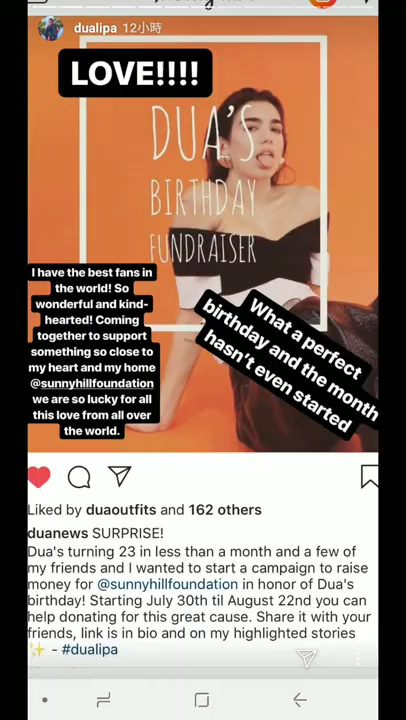 dualipa 12小時
LOVE!!!!
DUA'S
BIRTHDAY
FUNDRAISER
I have the best fans in
the world! So
wonderful and kind-
hearted! Coming
together to support
something so close to
my heart and my home
@sunnyhillfoundation
we are so lucky for all
this love from all over
the world.
What a perfect
birthday and the month
hasn't even started
Liked by duaoutfits and 162 others
duanews SURPRISE!
Dua's turning 23 in less than a month and a few of
my friends and I wanted to start a campaign to raise
money for @sunnyhillfoundation in honor of Dua's
birthday! Starting July 30th til August 22nd you can
help donating for this great cause. Share it with your
friends, link is in bio and on my highlighted stories
✨ - #dualipa